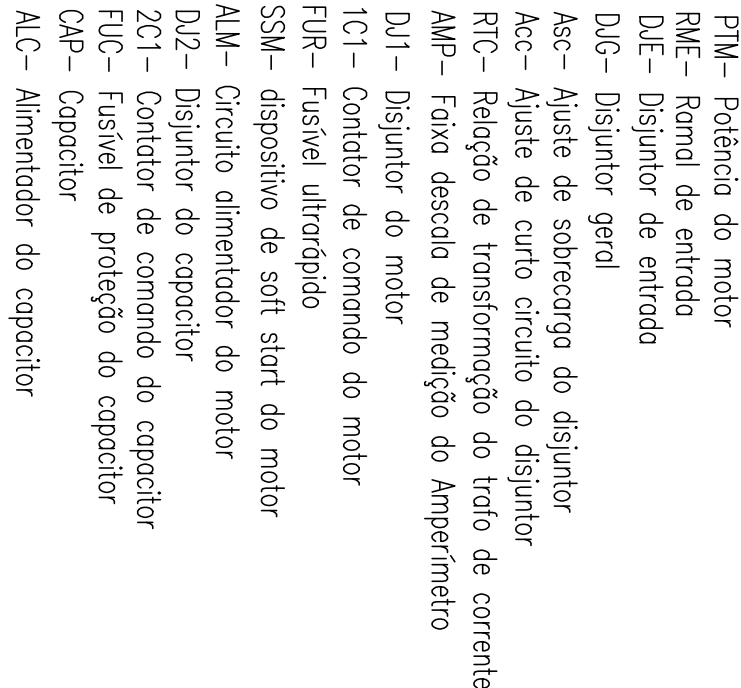 PTM– Potência do motor
RME– Ramal de entrada
DJE– Disjuntor de entrada
DJG– Disjuntor geral
Asc– Ajuste de sobrecarga do disjuntor
Acc– Ajuste de curto circuito do disjuntor
RTC– Relação de transformação do trafo de corrente
AMP– Faixa descala de medição do Amperímetro
DJ1– Disjuntor do motor
1C1– Contator de comando do motor
FUR– Fusível ultrarápido
SSM– dispositivo de soft start do motor
ALM– Circuito alimentador do motor
DJ2– Disjuntor do capacitor
2C1– Contator de comando do capacitor
FUC– Fusível de proteção do capacitor
CAP– Capacitor
ALC– Alimentador do capacitor